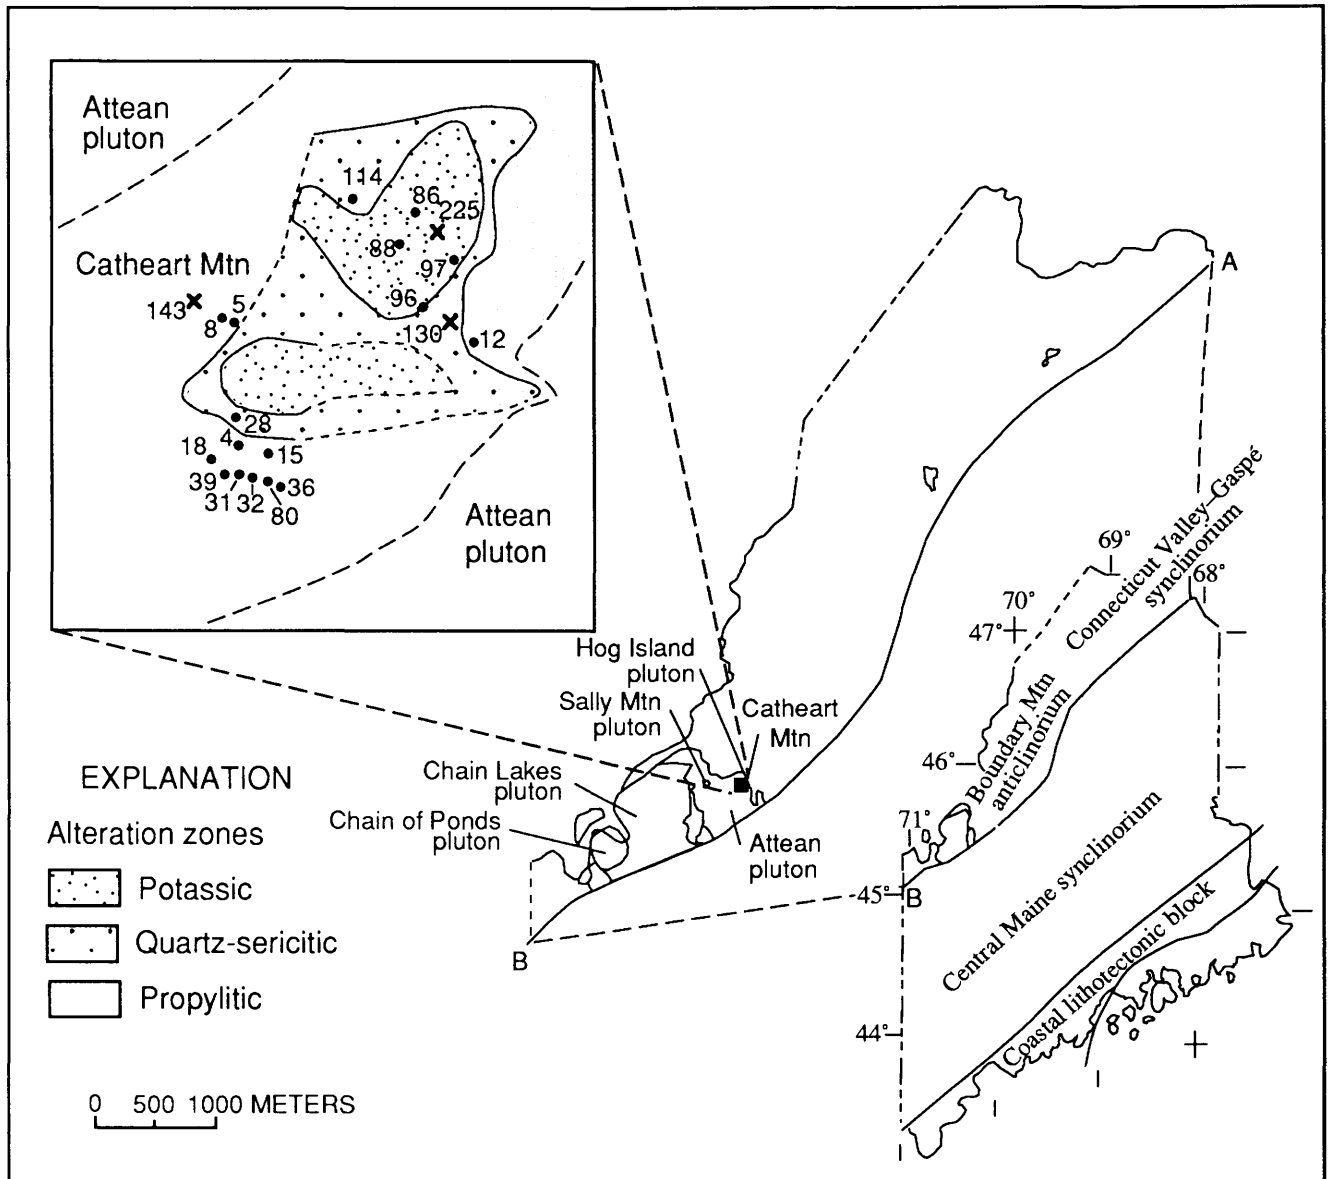 Attean
pluton
114
86
225
88
97
Catheart Mtn
143
5
8
96
130
12
28
4
18
15
39
31
32
80
36
Attean
pluton
A
Connecticut Valley-Gaspé
synclinorium
69°
68°
70°
47°
Boundary Mtn
anticlinorium
46°
71°
45°
B
Central Maine synclinorium
44°
Coastal lithotectonic block
Hog Island
pluton
Sally Mtn
pluton
Catheart
Mtn
Chain Lakes
pluton
Chain of Ponds
pluton
Attean
pluton
B
EXPLANATION
Alteration zones
Potassic
Quartz-sericitic
Propylitic
0 500 1000 METERS